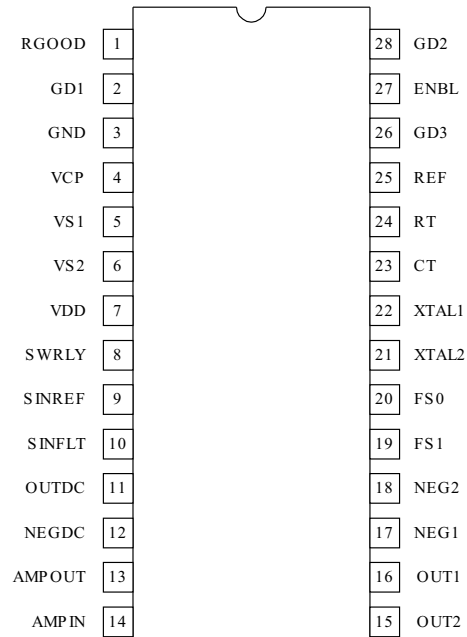 RGOOD 1 28 GD2
GD1 2 27 ENBL
GND 3 26 GD3
VCP 4 25 REF
VS1 5 24 RT
VS2 6 23 CT
VDD 7 22 XTAL1
SWRLY 8 21 XTAL2
SINREF 9 20 FS0
SINFLT 10 19 FS1
OUTDC 11 18 NEG2
NEGDC 12 17 NEG1
AMPOUT 13 16 OUT1
AMPIN 14 15 OUT2